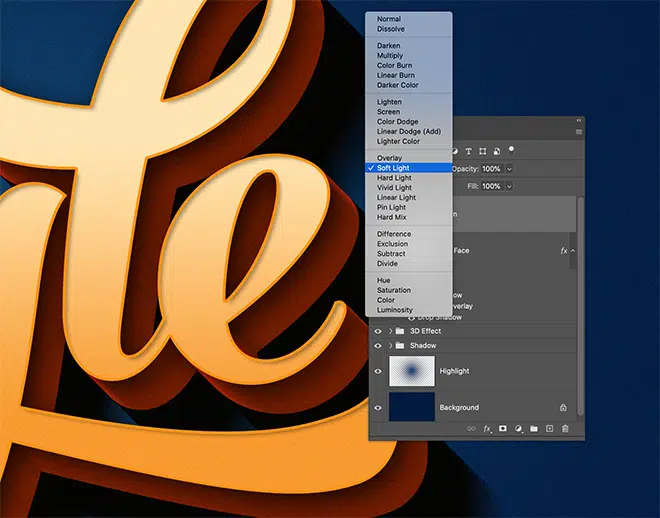 Normal
Dissolve
Darken
Multiply
Color Burn
Linear Burn
Darker Color
Lighten
Screen
Color Dodge
Linear Dodge (Add)
Lighter Color
Overlay
Soft Light
Hard Light
Vivid Light
Linear Light
Pin Light
Hard Mix
Difference
Exclusion
Subtract
Divide
Hue
Saturation
Color
Luminosity
Opacity: 100%
Fill: 100%
Face
fx
Drop Shadow
3D Effect
Shadow
Highlight
Background
fx